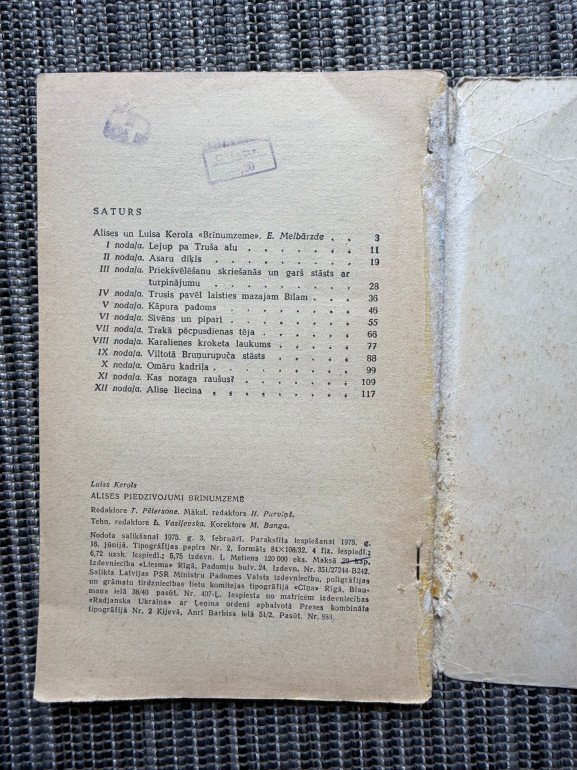 SATURS
Alises un Luisa Kerola «Brīnumzeme». E. Melbārzde . . 3
I nodaļa. Lejup pa Truša alu . . . . . . 11
II nodaļa. Asaru dīķis . . . . . . . 19
III nodaļa. Priekšvēlēšanu skriešanās un garš stāsts ar
turpinājumu . . . . . . . 28
IV nodaļa. Trusis pavēl laisties mazajam Bilam . . . 36
V nodaļa. Kāpura padoms . . . . . . 46
VI nodaļa. Sivēns un pipari . . . . . . 55
VII nodaļa. Trakā pēcpusdienas tēja . . . . . 66
VIII nodaļa. Karalienes kroketa laukums . . . . 77
IX nodaļa. Viltotā Bruņurupuča stāsts . . . . 88
X nodaļa. Omāru kadriļa . . . . . . . 99
XI nodaļa. Kas nozaga raušus? . . . . . . 109
XII nodaļa. Alise liecina . . . . . . . 117
Luiss Kerols
ALISES PIEDZĪVOJUMI BRĪNUMZEMĒ
Redaktore T. Pētersone. Māksl. redaktors H. Purviņš.
Tehn. redaktore Ļ. Vasiļevska. Korektore M. Banga.
Nodota salikšanai 1975. g. 3. februārī. Parakstīta iespiešanai 1975. g.
16. jūnijā. Tipogrāfijas papīrs Nr. 2, formāts 84×108/32. 4 fiz. iespiedl.;
6,72 uzsk. iespiedl.; 5,75 izdevn. l. Metiens 120 000 eks. Maksā 29 kap.
Izdevniecība «Liesma» Rīgā, Padomju bulv. 24. Izdevn. Nr. 351/27244-B242.
Salikta Latvijas PSR Ministru Padomes Valsts izdevniecību, poligrāfijas
un grāmatu tirdzniecības lietu komitejas tipogrāfijā «Cīņa» Rīgā, Blau-
maņa ielā 38/40 pasūt. Nr. 407-Ļ. Iespiesta no matricēm izdevniecības
«Radjanska Ukraina» ar Ļeņina ordeni apbalvotā Preses kombināta
tipogrāfijā Nr. 2 Kijevā, Anrī Barbisa ielā 51/2. Pasūt. Nr. 583.